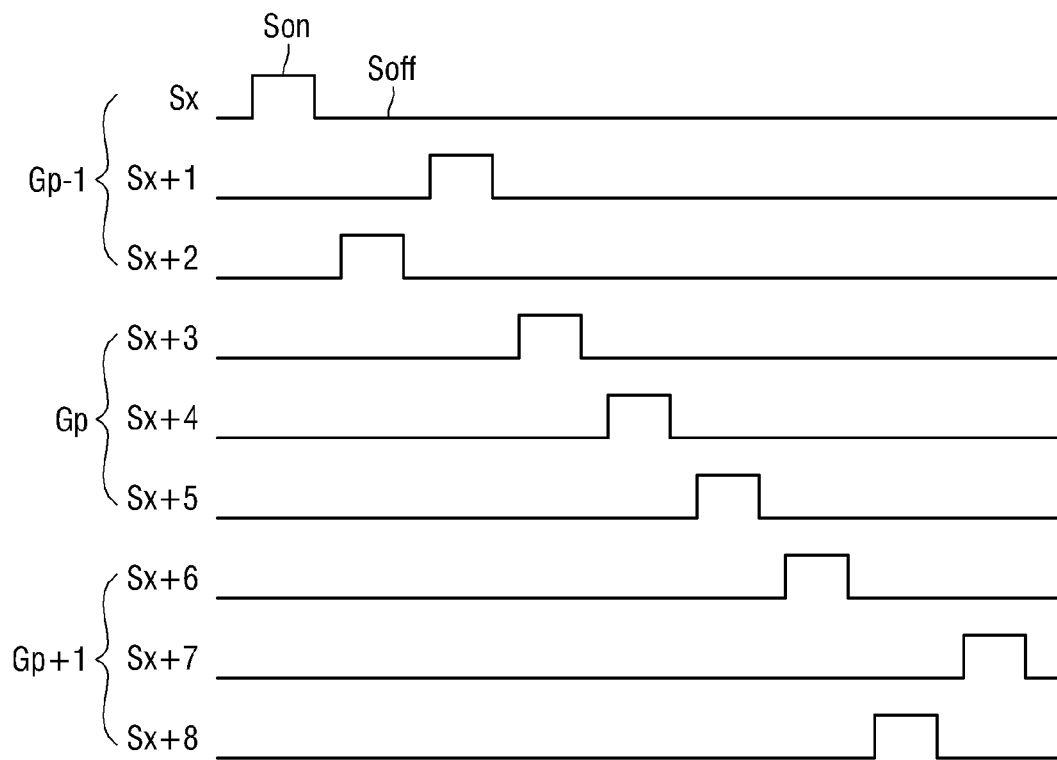 Son
Soff
Sx
Gp-1
Sx+1
Sx+2
Sx+3
Gp
Sx+4
Sx+5
Sx+6
Gp+1
Sx+7
Sx+8